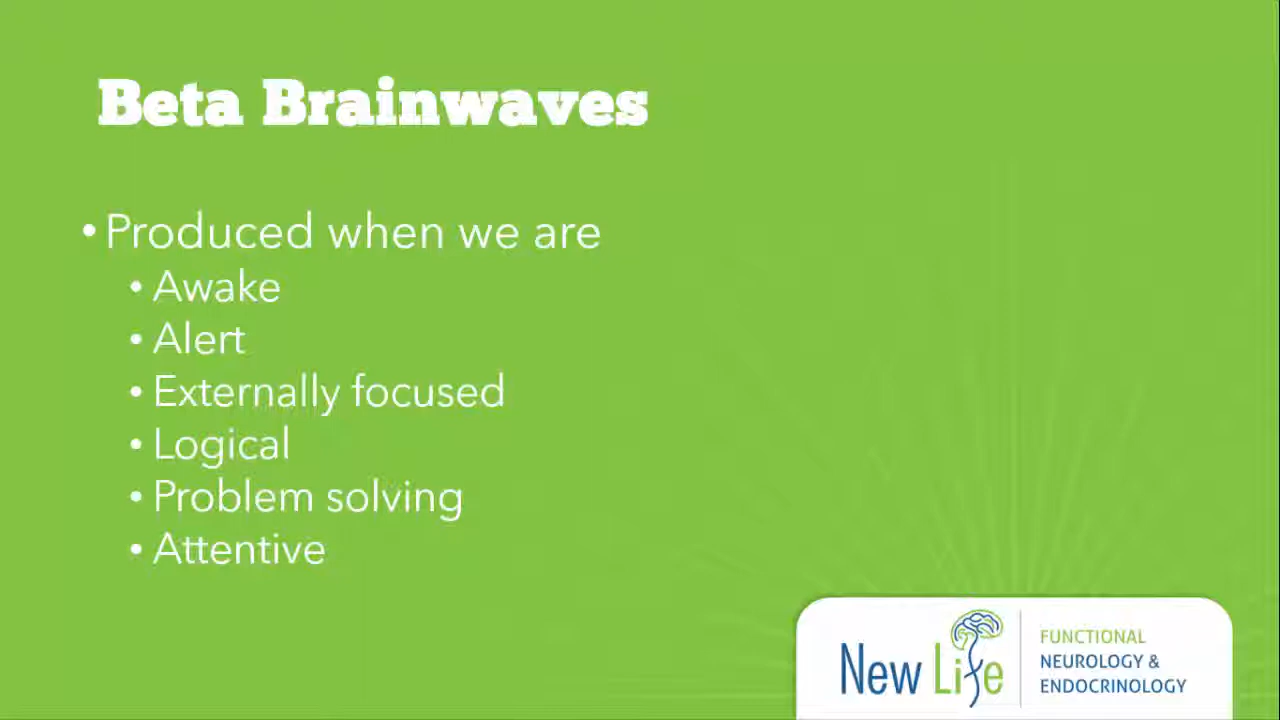 Beta Brainwaves
• Produced when we are
• Awake
• Alert
• Externally focused
• Logical
• Problem solving
• Attentive
New Life
FUNCTIONAL
NEUROLOGY &
ENDOCRINOLOGY